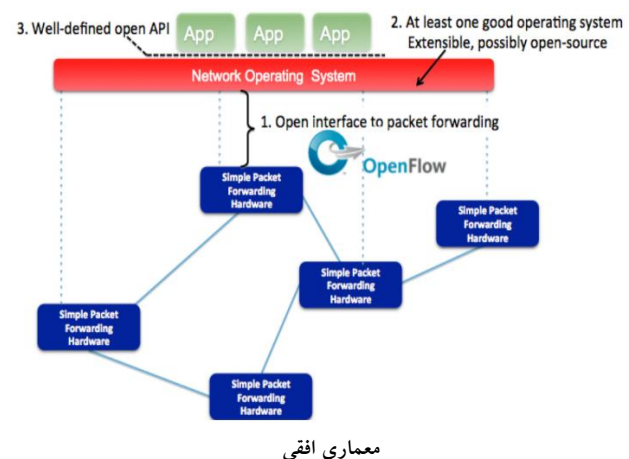 3. Well-defined open API
App
App
App
2. At least one good operating system
Extensible, possibly open-source
Network Operating System
1. Open interface to packet forwarding
OpenFlow
Simple Packet
Forwarding
Hardware
Simple Packet
Forwarding
Hardware
Simple Packet
Forwarding
Hardware
Simple Packet
Forwarding
Hardware
Simple Packet
Forwarding
Hardware
معماری افقی